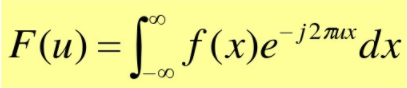 F(u) = ∫_{-∞}^{∞} f(x)e^{-j2πux} dx